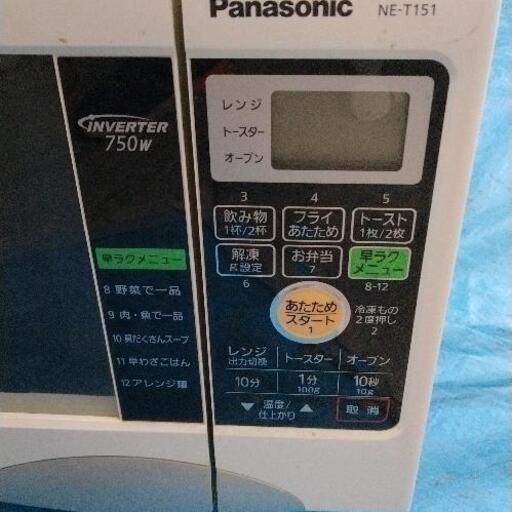 Panasonic
NE-T151
INVERTER
750W
早ラクメニュー
8 野菜で一品
9 肉・魚で一品
10 具だくさんスープ
11 早わざごはん
12 アレンジ麺
レンジ
トースター
オーブン
3 4 5
飲み物 フライ トースト
1杯/2杯 あたため 1枚/2枚
解凍 お弁当 早ラク
g設定 7 メニュー
6 8-12
あたため
スタート
1
冷凍もの
2度押し
2
レンジ トースター オーブン
出力切換
10分 1分 10秒
100g 10g
▼ 温度/ ▲ 取消
仕上がり